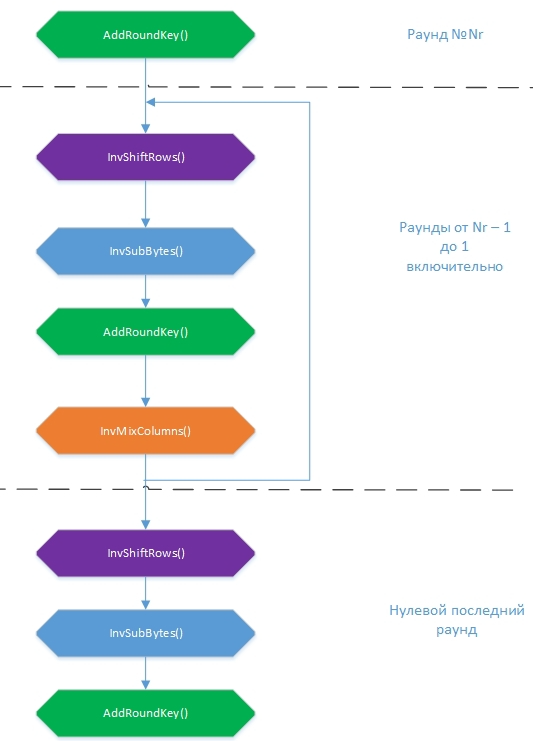 AddRoundKey()
Раунд №Nr
InvShiftRows()
InvSubBytes()
AddRoundKey()
InvMixColumns()
Раунды от Nr – 1
до 1
включительно
InvShiftRows()
InvSubBytes()
AddRoundKey()
Нулевой последний
раунд